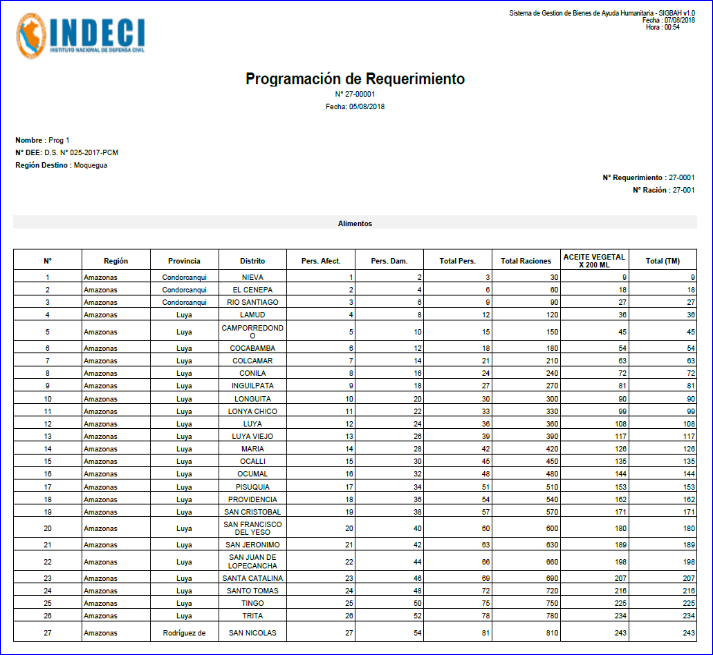 INDECI
INSTITUTO NACIONAL DE DEFENSA CIVIL
Sistema de Gestion de Bienes de Ayuda Humanitaria - SIGBAH v1.0
Fecha : 07/08/2018
Hora : 00:54
Programación de Requerimiento
N° 27-00001
Fecha: 05/08/2018
Nombre : Prog 1
N° DEE: D.S. N° 025-2017-PCM
Región Destino : Moquegua
N° Requerimiento : 27-0001
N° Ración : 27-001
Alimentos
N° Región Provincia Distrito Pers. Afect. Pers. Dam. Total Pers. Total Raciones ACEITE VEGETAL X 200 ML Total (TM)
1 Amazonas Condorcanqui NIEVA 1 2 3 30 9 9
2 Amazonas Condorcanqui EL CENEPA 2 4 6 60 18 18
3 Amazonas Condorcanqui RIO SANTIAGO 3 6 9 90 27 27
4 Amazonas Luya LAMUD 4 8 12 120 36 36
5 Amazonas Luya CAMPORREDONDO 5 10 15 150 45 45
6 Amazonas Luya COCABAMBA 6 12 18 180 54 54
7 Amazonas Luya COLCAMAR 7 14 21 210 63 63
8 Amazonas Luya CONILA 8 16 24 240 72 72
9 Amazonas Luya INGUILPATA 9 18 27 270 81 81
10 Amazonas Luya LONGUITA 10 20 30 300 90 90
11 Amazonas Luya LONYA CHICO 11 22 33 330 99 99
12 Amazonas Luya LUYA 12 24 36 360 108 108
13 Amazonas Luya LUYA VIEJO 13 26 39 390 117 117
14 Amazonas Luya MARIA 14 28 42 420 126 126
15 Amazonas Luya OCALLI 15 30 45 450 135 135
16 Amazonas Luya OCUMAL 16 32 48 480 144 144
17 Amazonas Luya PISUQUIA 17 34 51 510 153 153
18 Amazonas Luya PROVIDENCIA 18 36 54 540 162 162
19 Amazonas Luya SAN CRISTOBAL 19 38 57 570 171 171
20 Amazonas Luya SAN FRANCISCO DEL YESO 20 40 60 600 180 180
21 Amazonas Luya SAN JERONIMO 21 42 63 630 189 189
22 Amazonas Luya SAN JUAN DE LOPECANCHA 22 44 66 660 198 198
23 Amazonas Luya SANTA CATALINA 23 46 69 690 207 207
24 Amazonas Luya SANTO TOMAS 24 48 72 720 216 216
25 Amazonas Luya TINGO 25 50 75 750 225 225
26 Amazonas Luya TRITA 26 52 78 780 234 234
27 Amazonas Rodríguez de SAN NICOLAS 27 54 81 810 243 243